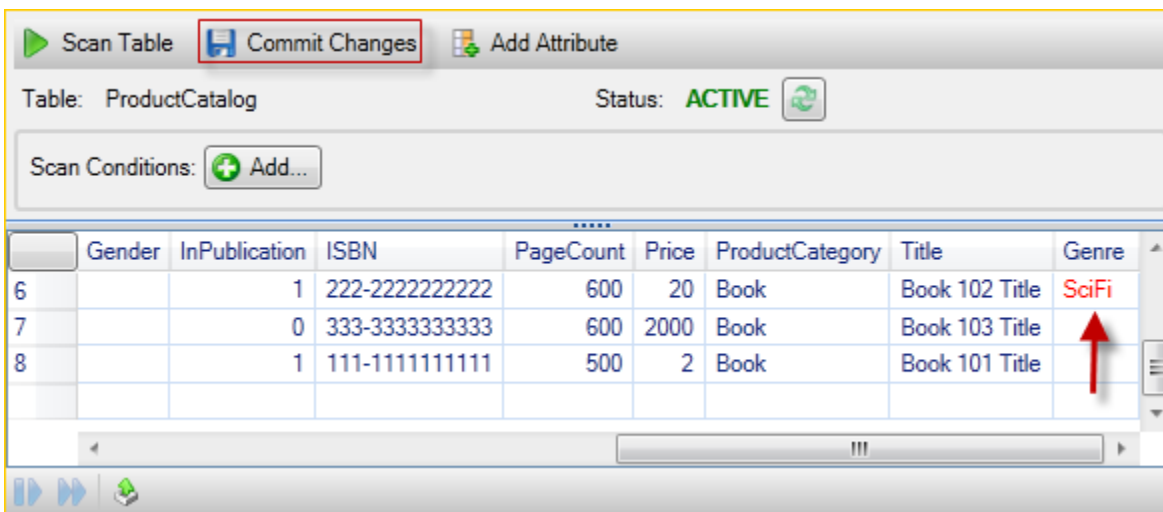 Scan Table Commit Changes Add Attribute
Table: ProductCatalog Status: ACTIVE
Scan Conditions: Add...
Gender InPublication ISBN PageCount Price ProductCategory Title Genre
6 1 222-2222222222 600 20 Book Book 102 Title SciFi
7 0 333-3333333333 600 2000 Book Book 103 Title
8 1 111-1111111111 500 2 Book Book 101 Title